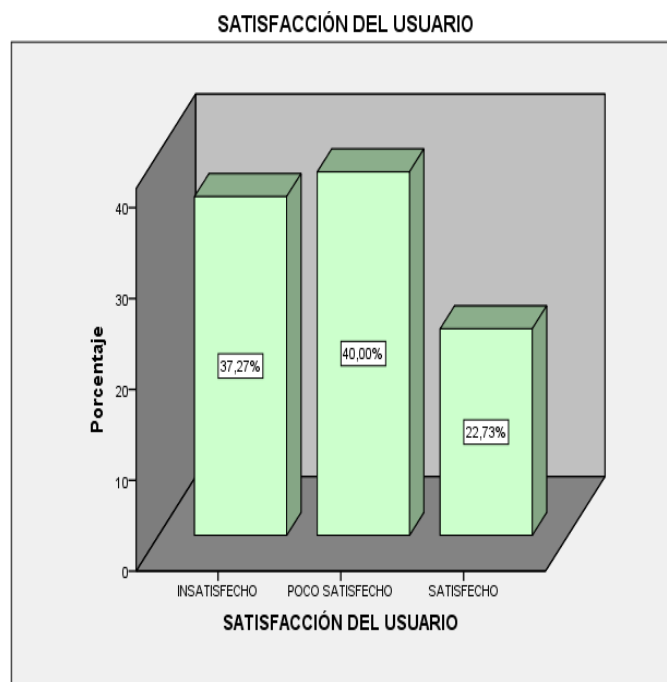 SATISFACCIÓN DEL USUARIO
Porcentaje
40
30
20
10
0
37,27%
40,00%
22,73%
INSATISFECHO
POCO SATISFECHO
SATISFECHO
SATISFACCIÓN DEL USUARIO